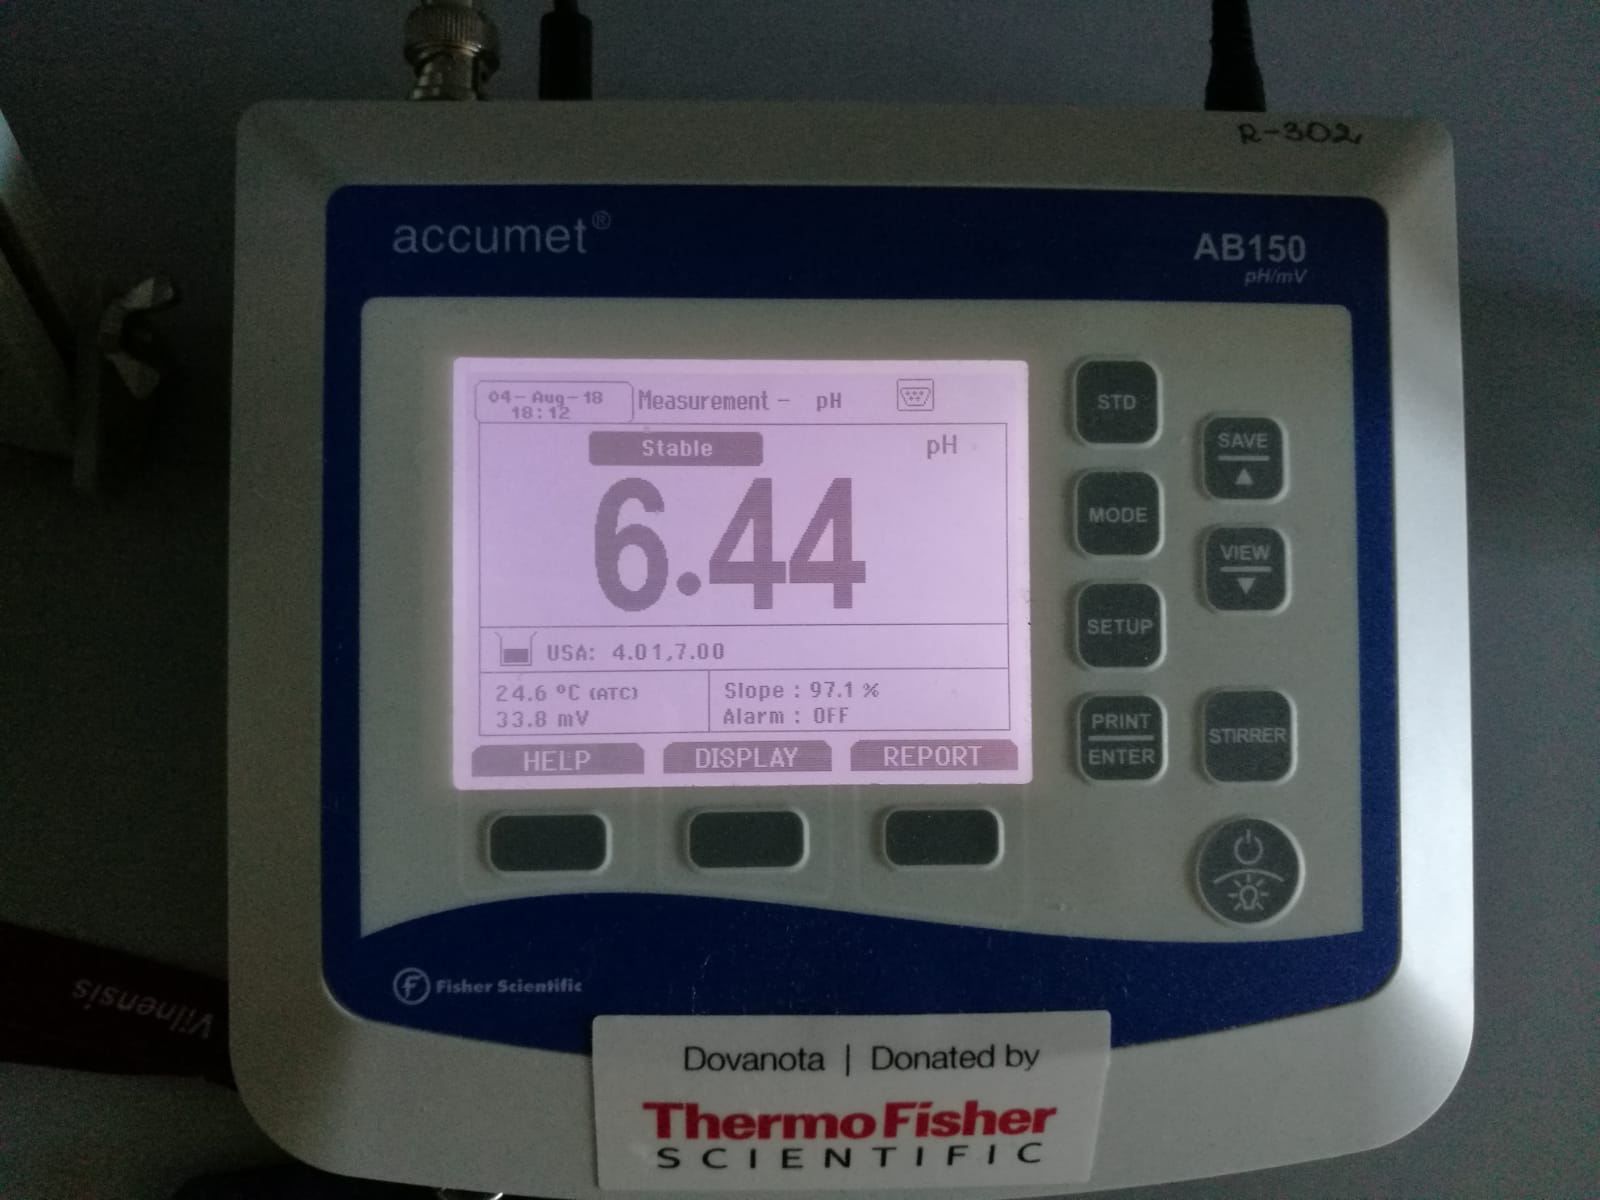 R-302
accumet®
AB150
pH/mV
04-Aug-18
18:12
Measurement - pH
Stable
pH
6.44
USA: 4.01,7.00
24.6 ºC (ATC)
33.8 mV
Slope : 97.1 %
Alarm : OFF
HELP
DISPLAY
REPORT
STD
SAVE
MODE
VIEW
SETUP
PRINT
ENTER
STIRRER
Fisher Scientific
Vilnensis
Dovanota | Donated by
ThermoFisher
SCIENTIFIC